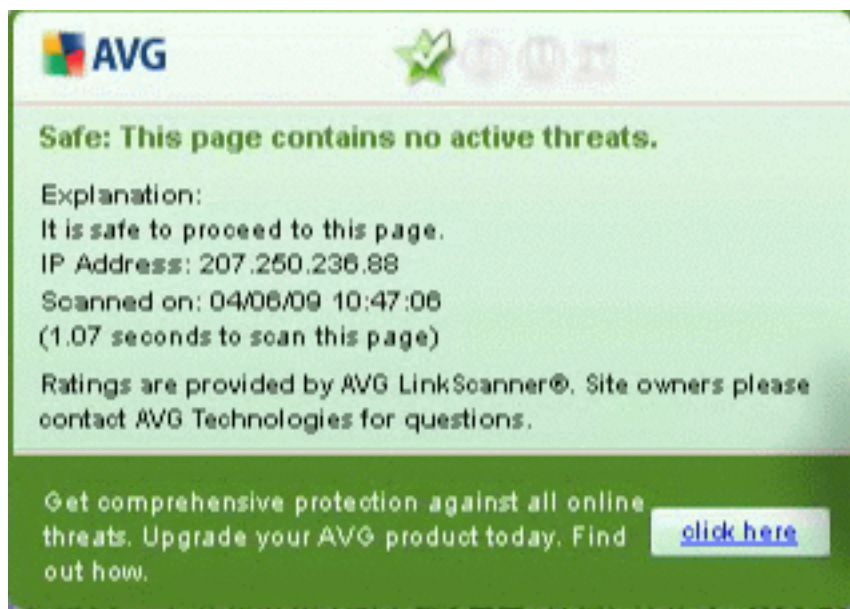 AVG
Safe: This page contains no active threats.
Explanation:
It is safe to proceed to this page.
IP Address: 207.250.236.88
Scanned on: 04/06/09 10:47:06
(1.07 seconds to scan this page)
Ratings are provided by AVG LinkScanner®. Site owners please
contact AVG Technologies for questions.
Get comprehensive protection against all online
threats. Upgrade your AVG product today. Find
out how.
click here